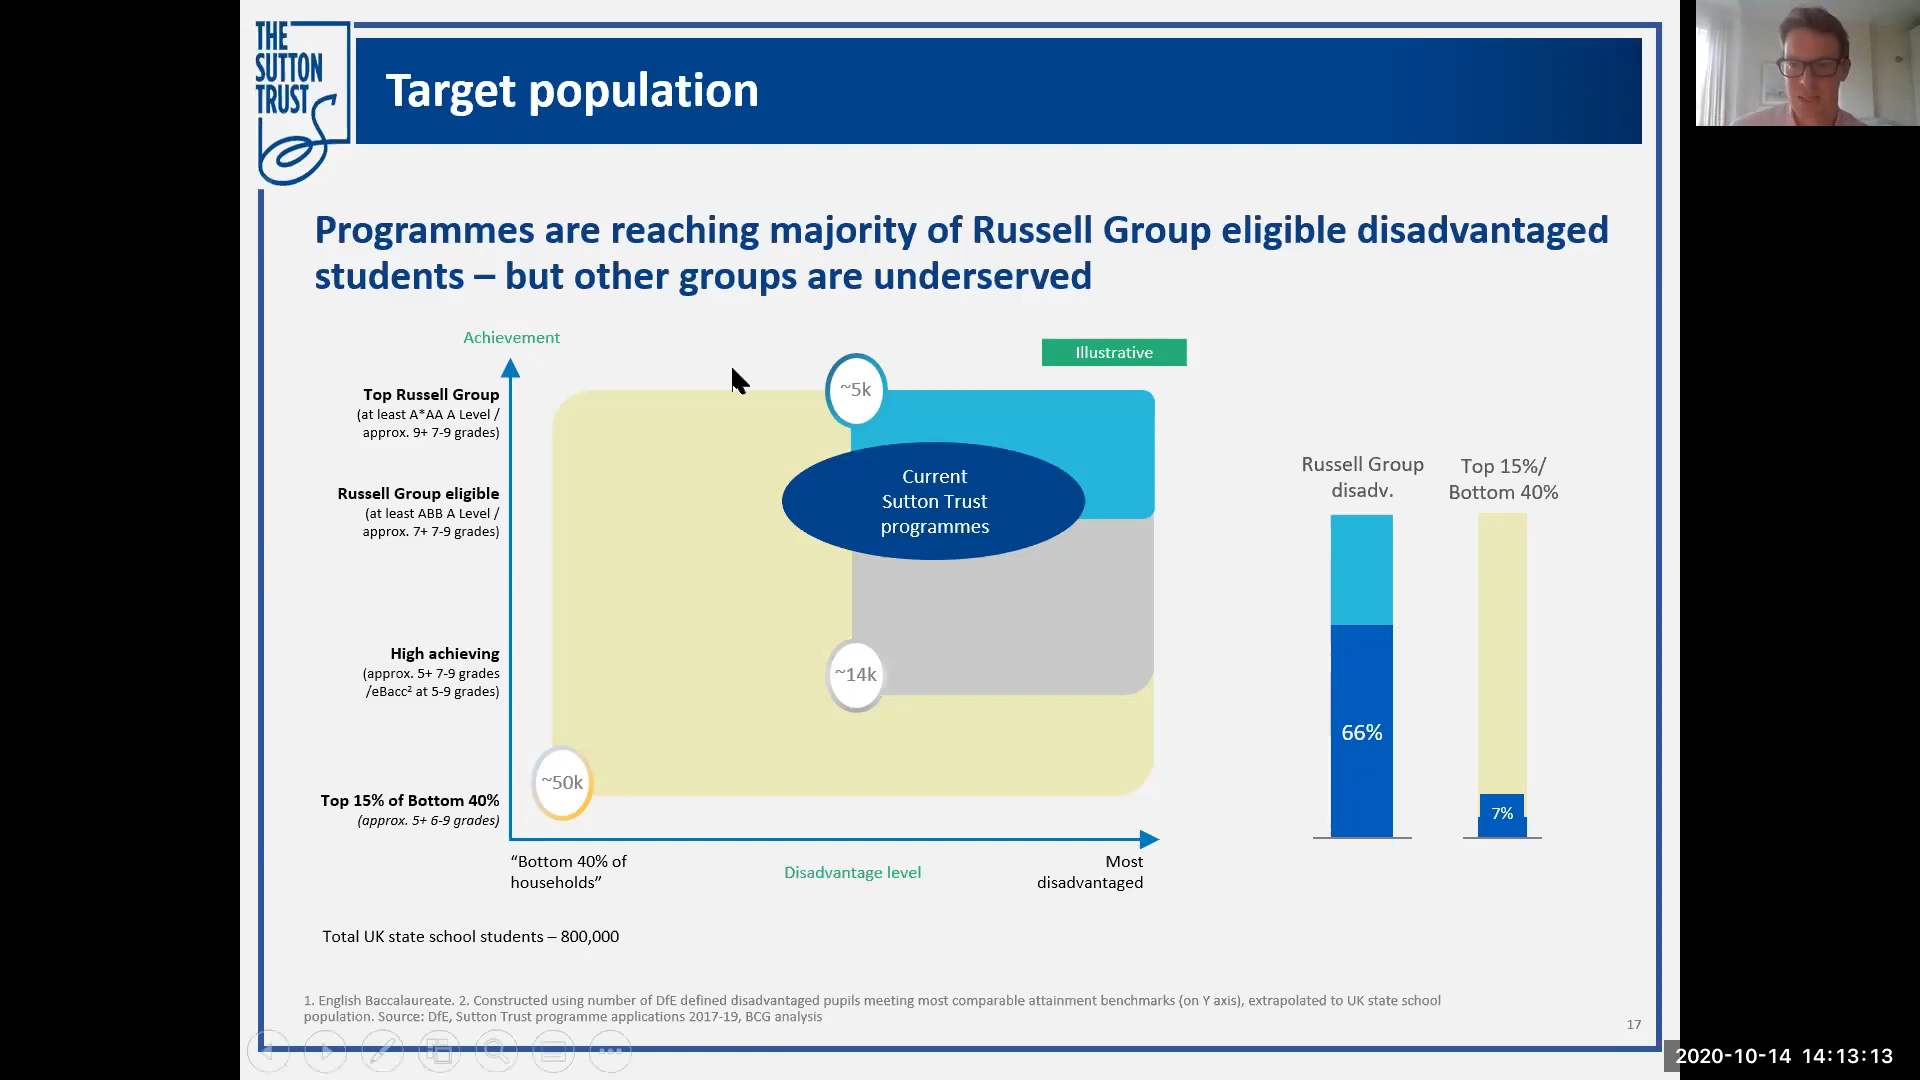 THE
SUTTON
TRUST
Target population
Programmes are reaching majority of Russell Group eligible disadvantaged
students – but other groups are underserved
Achievement
Illustrative
Top Russell Group
(at least A*AA A Level /
approx. 9+ 7-9 grades)
Russell Group eligible
(at least ABB A Level /
approx. 7+ 7-9 grades)
High achieving
(approx. 5+ 7-9 grades
/eBacc² at 5-9 grades)
Top 15% of Bottom 40%
(approx. 5+ 6-9 grades)
~5k
Current
Sutton Trust
programmes
~14k
~50k
"Bottom 40% of
households"
Disadvantage level
Most
disadvantaged
Russell Group
disadv.
66%
Top 15%/
Bottom 40%
7%
Total UK state school students – 800,000
1. English Baccalaureate. 2. Constructed using number of DfE defined disadvantaged pupils meeting most comparable attainment benchmarks (on Y axis), extrapolated to UK state school
population. Source: DfE, Sutton Trust programme applications 2017-19, BCG analysis
17
2020-10-14 14:13:13